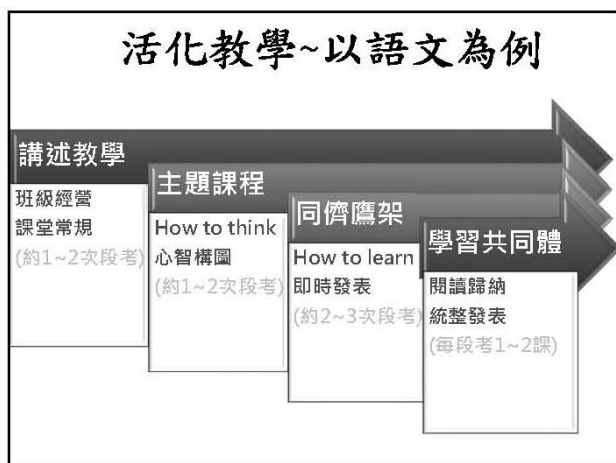 活化教學~以語文為例
講述教學
班級經營
課堂常規
(約1~2次段考)
主題課程
How to think
心智構圖
(約1~2次段考)
同儕鷹架
How to learn
即時發表
(約2~3次段考)
學習共同體
閱讀歸納
統整發表
(每段考1~2課)